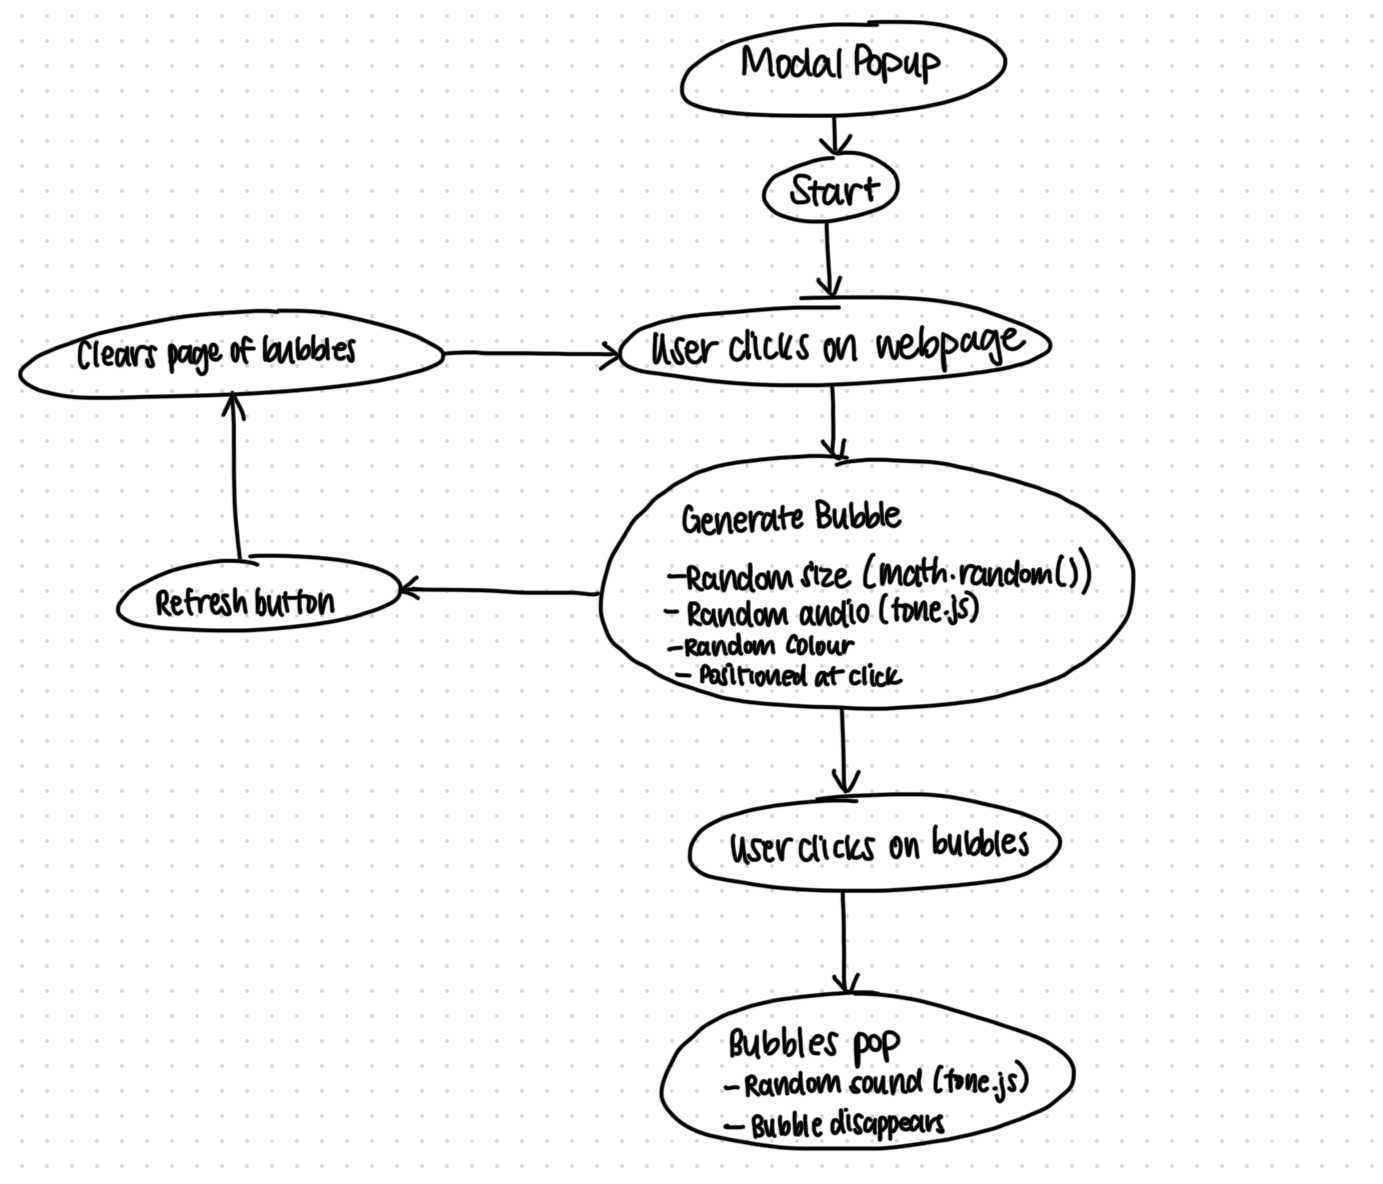 Modal Popup
Start
User clicks on webpage
Clears page of bubbles
Generate Bubble
- Random size (math.random())
- Random audio (tone.js)
- Random Colour
- Positioned at click
Refresh button
User clicks on bubbles
Bubbles pop
- Random sound (tone.js)
- Bubble disappears